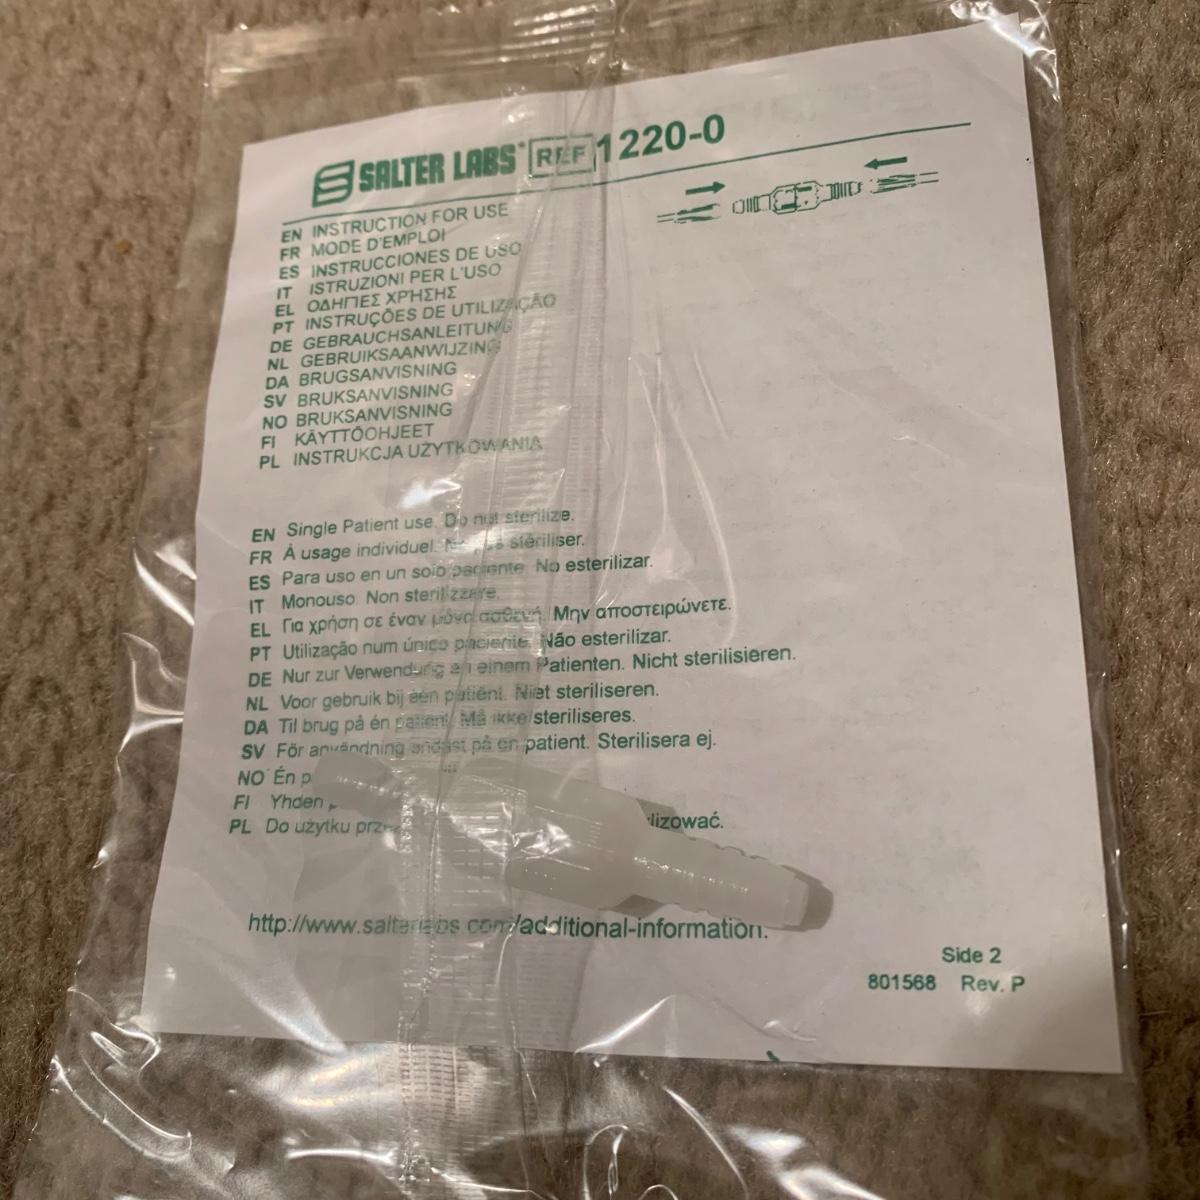 SALTER LABS® REF 1220-0
EN INSTRUCTION FOR USE
FR MODE D'EMPLOI
ES INSTRUCCIONES DE USO
IT ISTRUZIONI PER L'USO
EL ΟΔΗΓΙΕΣ ΧΡΉΣΗΣ
PT INSTRUÇÕES DE UTILIZAÇÃO
DE GEBRAUCHSANLEITUNG
NL GEBRUIKSAANWIJZING
DA BRUGSANVISNING
SV BRUKSANVISNING
NO BRUKSANVISNING
FI KÄYTTÖOHJEET
PL INSTRUKCJA UŻYTKOWANIA
EN Single Patient use. Do not sterilize.
FR À usage individuel. Ne pas stériliser.
ES Para uso en un solo paciente. No esterilizar.
IT Monouso. Non sterilizzare.
EL Για χρήση σε έναν μόνο ασθενή. Μην αποστειρώνετε.
PT Utilização num único paciente. Não esterilizar.
DE Nur zur Verwendung an einem Patienten. Nicht sterilisieren.
NL Voor gebruik bij één patiënt. Niet steriliseren.
DA Til brug på én patient. Må ikke steriliseres.
SV För användning endast på en patient. Sterilisera ej.
NO Én
FI Yhden
PL Do użytku
http://www.salterlabs.com/additional-information.
Side 2
801568 Rev. P